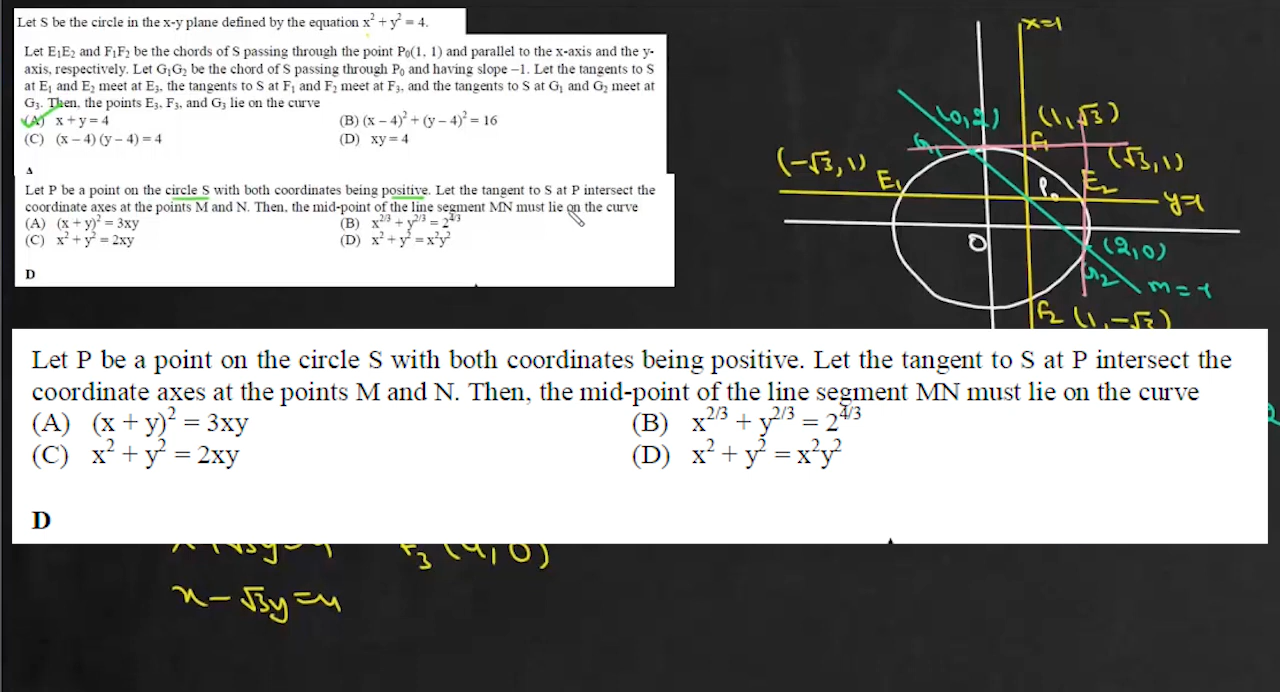 Let S be the circle in the x-y plane defined by the equation x² + y² = 4.
Let E₁E₂ and F₁F₂ be the chords of S passing through the point P₀(1, 1) and parallel to the x-axis and the y-
axis, respectively. Let G₁G₂ be the chord of S passing through P₀ and having slope −1. Let the tangents to S
at E₁ and E₂ meet at E₃, the tangents to S at F₁ and F₂ meet at F₃, and the tangents to S at G₁ and G₂ meet at
G₃. Then, the points E₃, F₃, and G₃ lie on the curve
(A) x + y = 4 (B) (x – 4)² + (y – 4)² = 16
(C) (x – 4) (y – 4) = 4 (D) xy = 4
A
Let P be a point on the circle S with both coordinates being positive. Let the tangent to S at P intersect the
coordinate axes at the points M and N. Then, the mid-point of the line segment MN must lie on the curve
(A) (x + y)² = 3xy (B) x^2/3 + y^2/3 = 2^4/3
(C) x² + y² = 2xy (D) x² + y² = x²y²
D
x=1
(0,2) (1,√3)
G₁ F₁
(-√3,1) (√3,1)
E₁ P₀ E₂
y=1
O (2,0)
G₂ m=-1
F₂ (1,-√3)
Let P be a point on the circle S with both coordinates being positive. Let the tangent to S at P intersect the
coordinate axes at the points M and N. Then, the mid-point of the line segment MN must lie on the curve
(A) (x + y)² = 3xy (B) x^2/3 + y^2/3 = 2^4/3
(C) x² + y² = 2xy (D) x² + y² = x²y²
D
F₃ (4,0)
x-√3y=4